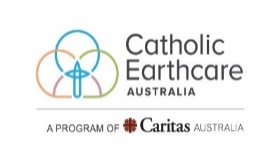 Catholic
Earthcare
AUSTRALIA
A PROGRAM OF Caritas AUSTRALIA